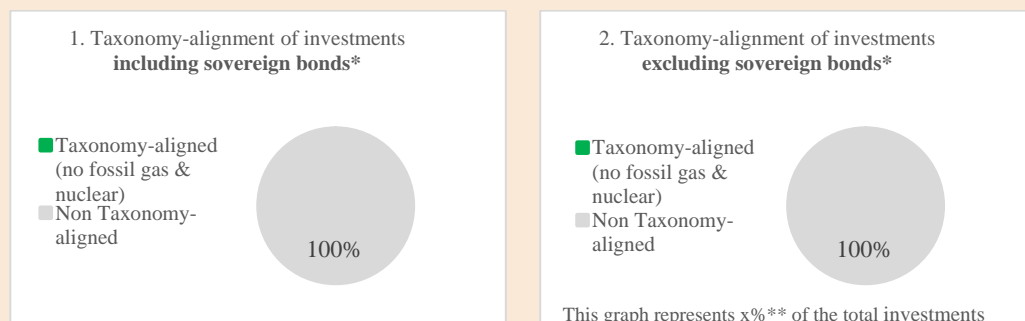 1. Taxonomy-alignment of investments
including sovereign bonds*
Taxonomy-aligned
(no fossil gas &
nuclear)
Non Taxonomy-
aligned
100%
2. Taxonomy-alignment of investments
excluding sovereign bonds*
Taxonomy-aligned
(no fossil gas &
nuclear)
Non Taxonomy-
aligned
100%
This graph represents x%** of the total investments